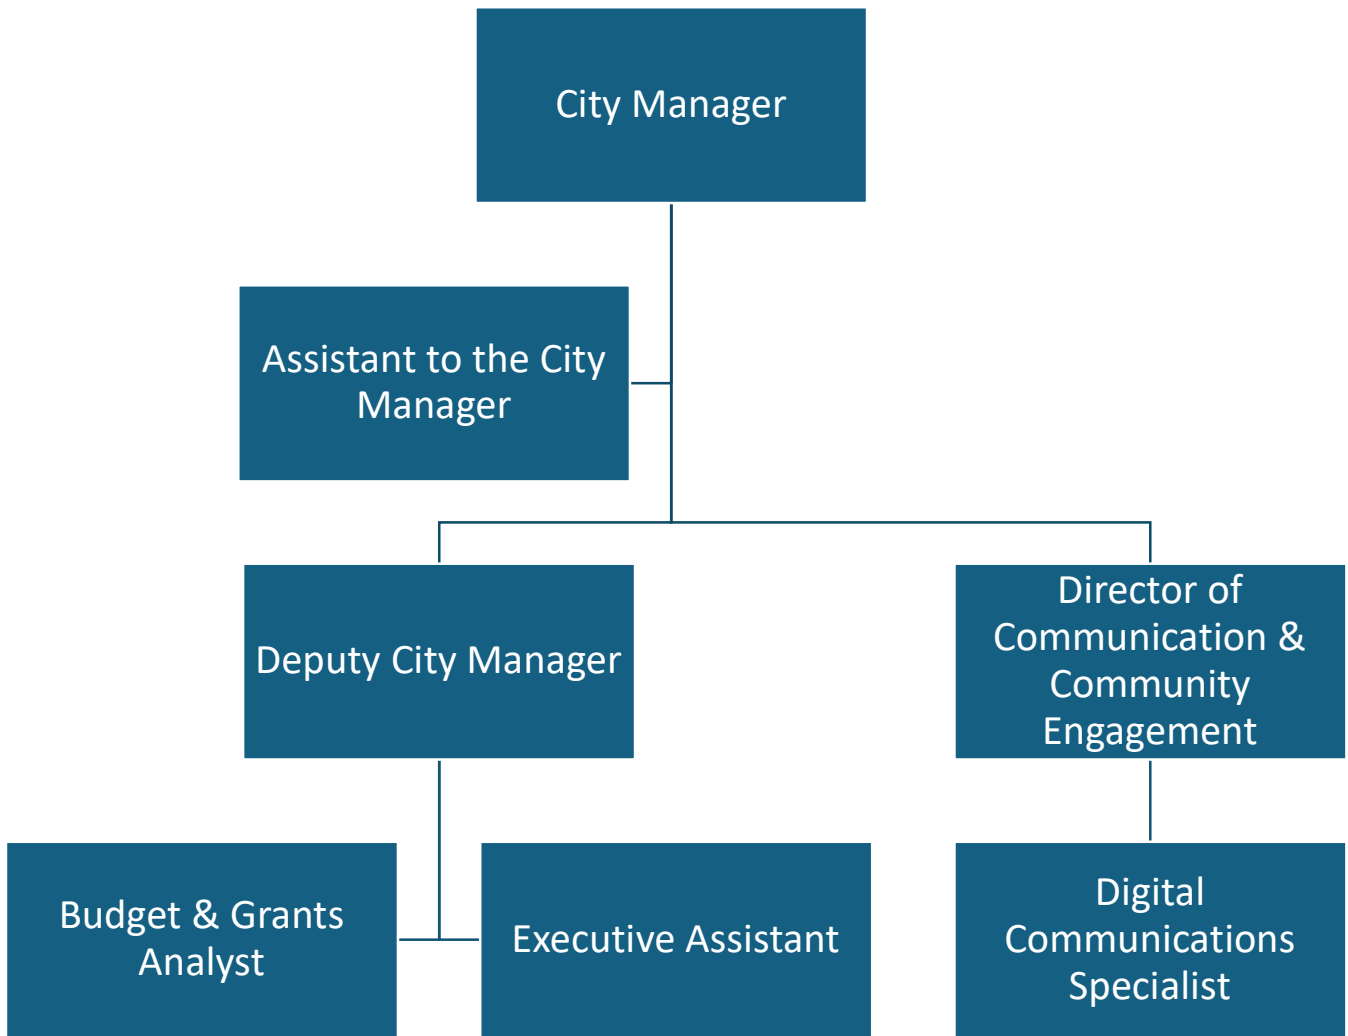 City Manager
Assistant to the City
Manager
Deputy City Manager
Director of
Communication &
Community
Engagement
Budget & Grants
Analyst
Executive Assistant
Digital
Communications
Specialist